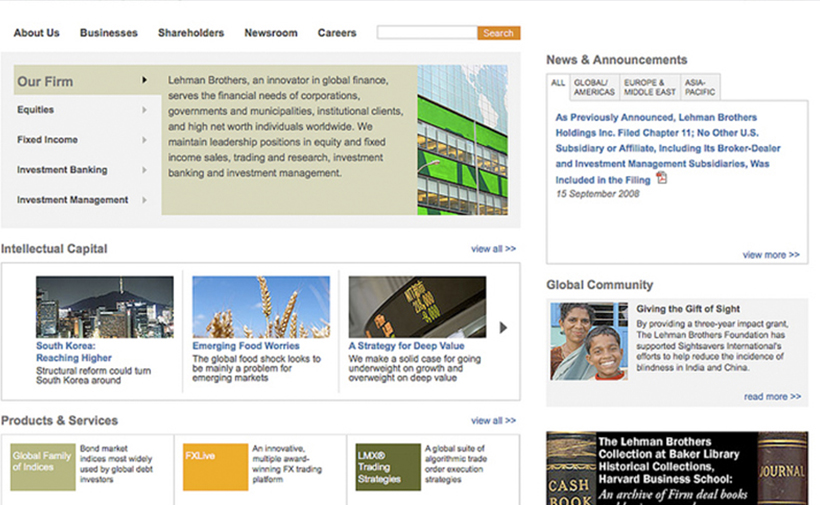 About Us
Businesses
Shareholders
Newsroom
Careers
Search
Our Firm
Equities
Fixed Income
Investment Banking
Investment Management
Lehman Brothers, an innovator in global finance,
serves the financial needs of corporations,
governments and municipalities, institutional clients,
and high net worth individuals worldwide. We
maintain leadership positions in equity and fixed
income sales, trading and research, investment
banking and investment management.
News & Announcements
ALL
GLOBAL/
AMERICAS
EUROPE &
MIDDLE EAST
ASIA-
PACIFIC
As Previously Announced, Lehman Brothers
Holdings Inc. Filed Chapter 11; No Other U.S.
Subsidiary or Affiliate, Including Its Broker-Dealer
and Investment Management Subsidiaries, Was
Included in the Filing
15 September 2008
view more >>
Intellectual Capital
view all >>
South Korea:
Reaching Higher
Structural reform could turn
South Korea around
Emerging Food Worries
The global food shock looks to
be mainly a problem for
emerging markets
A Strategy for Deep Value
We make a solid case for going
underweight on growth and
overweight on deep value
Global Community
Giving the Gift of Sight
By providing a three-year impact grant,
The Lehman Brothers Foundation has
supported Sightsavers International's
efforts to help reduce the incidence of
blindness in India and China.
read more >>
Products & Services
view all >>
Global Family
of Indices
Bond market
indices most widely
used by global debt
investors
FXLive
An innovative,
multiple award-
winning FX trading
platform
LMX®
Trading
Strategies
A global suite of
algorithmic trade
order execution
strategies
CASH
BOOK
The Lehman Brothers
Collection at Baker Library
Historical Collections,
Harvard Business School:
An archive of Firm deal books
JOURNAL